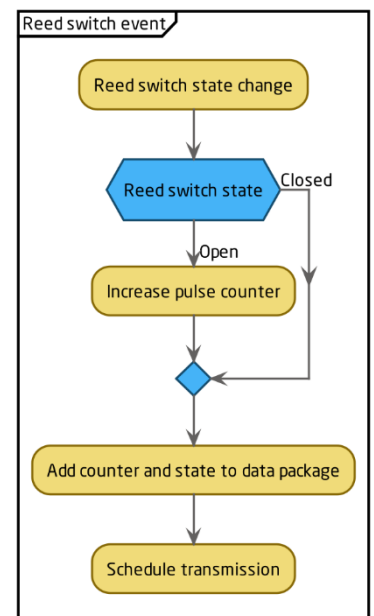 Reed switch event
Reed switch state change
Reed switch state
Closed
Open
Increase pulse counter
Add counter and state to data package
Schedule transmission